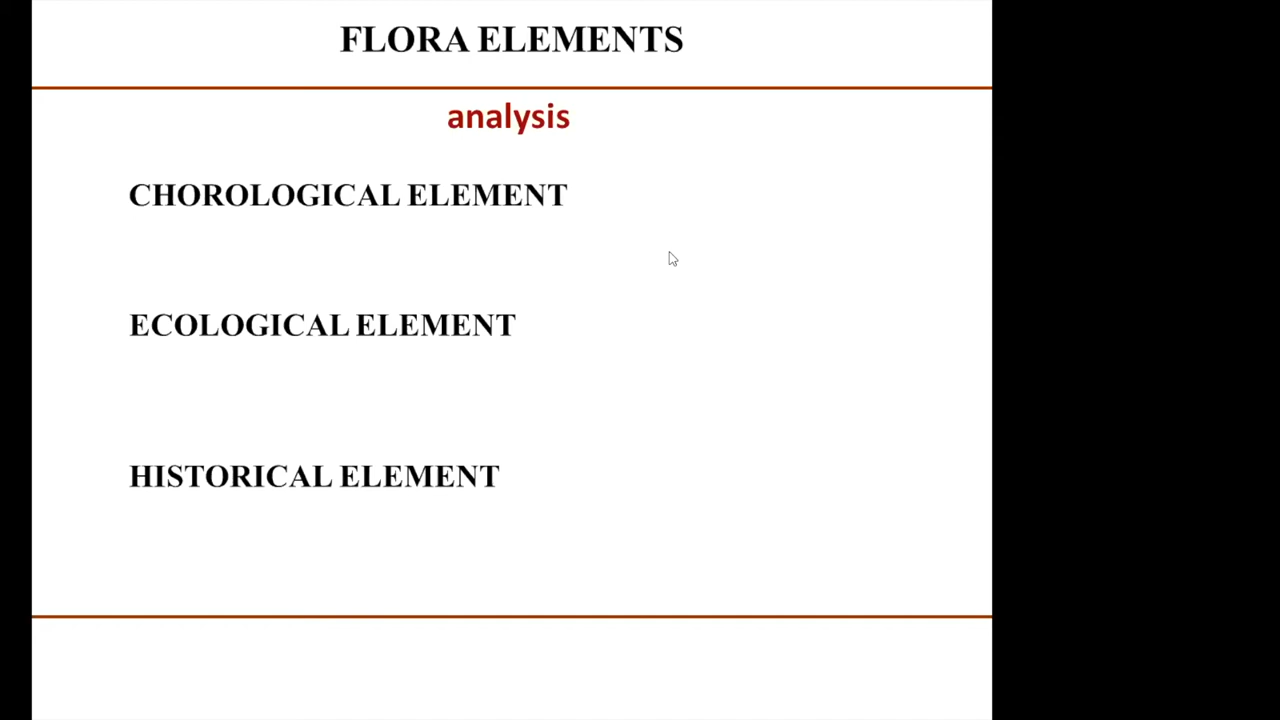 FLORA ELEMENTS
analysis
CHOROLOGICAL ELEMENT
ECOLOGICAL ELEMENT
HISTORICAL ELEMENT